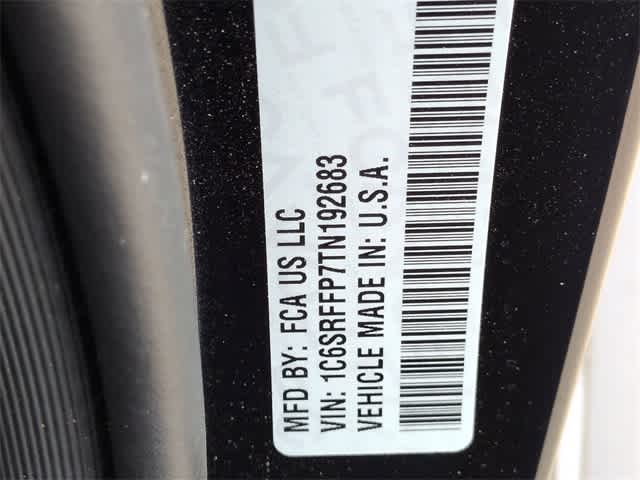 MFD BY: FCA US LLC
VIN: 1C6SRFFP7TN192683
VEHICLE MADE IN: U.S.A.